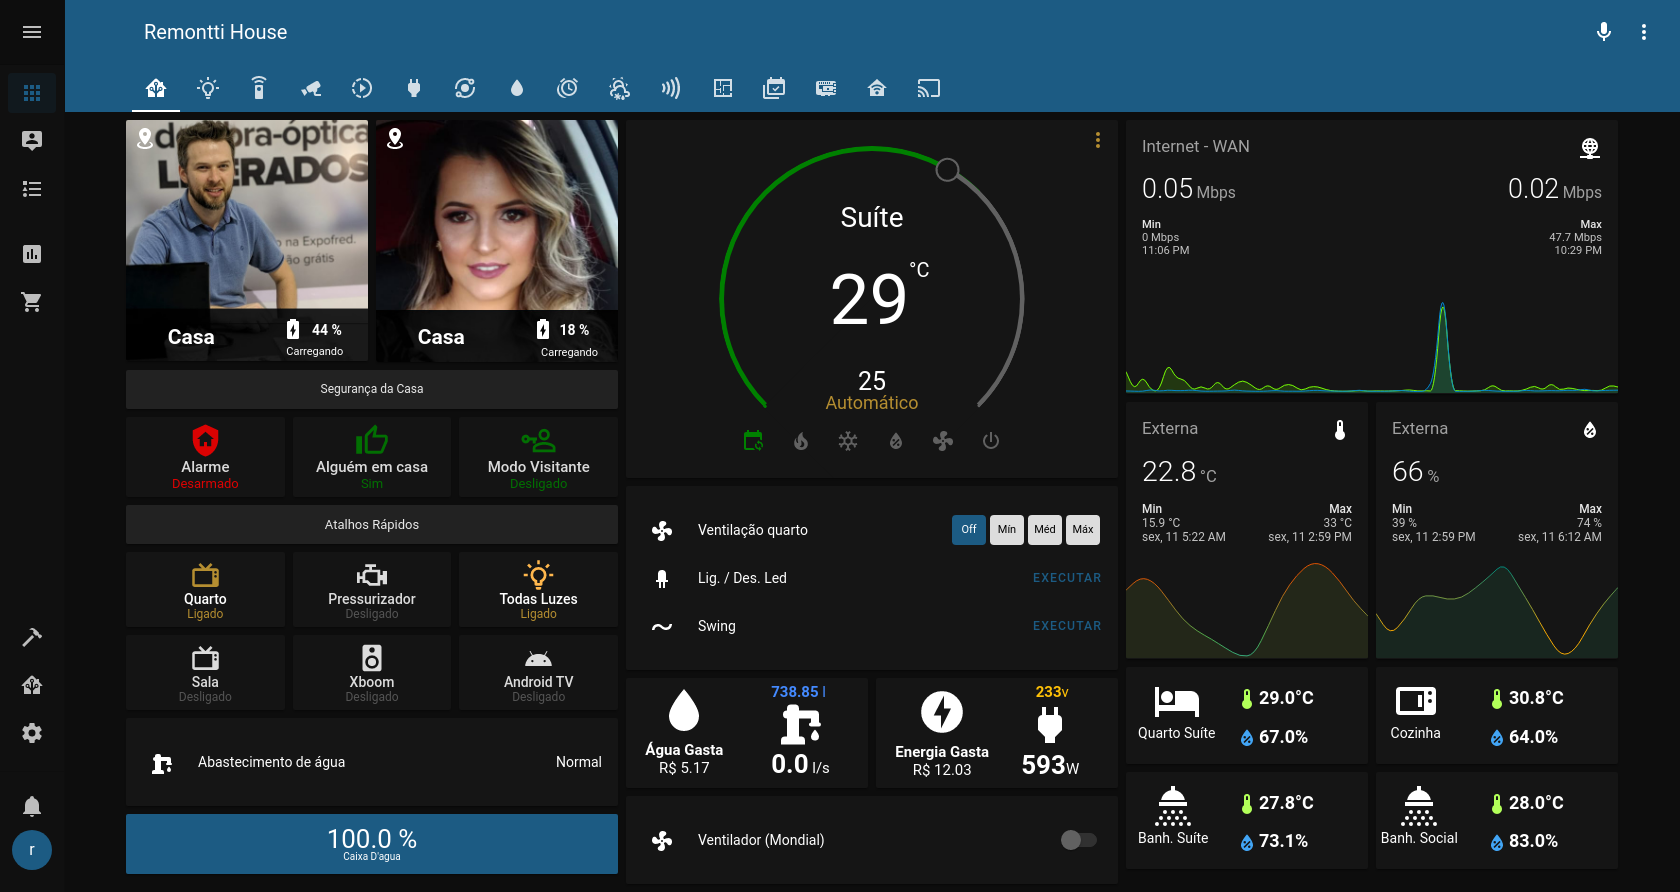 Remontti House
LIBERADOS
na Expofred.
ão grátis
Casa
44 %
Carregando
Casa
18 %
Carregando
Segurança da Casa
Alarme
Desarmado
Alguém em casa
Sim
Modo Visitante
Desligado
Atalhos Rápidos
Quarto
Ligado
Pressurizador
Desligado
Todas Luzes
Ligado
Sala
Desligado
Xboom
Desligado
Android TV
Desligado
Abastecimento de água
Normal
100.0 %
Caixa D'agua
Suíte
29 °C
25
Automático
Ventilação quarto
Off
Mín
Méd
Máx
Lig. / Des. Led
EXECUTAR
Swing
EXECUTAR
Água Gasta
R$ 5.17
738.85 l
0.0 l/s
Energia Gasta
R$ 12.03
233v
593W
Ventilador (Mondial)
Internet - WAN
0.05 Mbps
0.02 Mbps
Min
0 Mbps
11:06 PM
Max
47.7 Mbps
10:29 PM
Externa
22.8 °C
Min
15.9 °C
sex, 11 5:22 AM
Max
33 °C
sex, 11 2:59 PM
Externa
66 %
Min
39 %
sex, 11 2:59 PM
Max
74 %
sex, 11 6:12 AM
Quarto Suíte
29.0°C
67.0%
Cozinha
30.8°C
64.0%
Banh. Suíte
27.8°C
73.1%
Banh. Social
28.0°C
83.0%
r